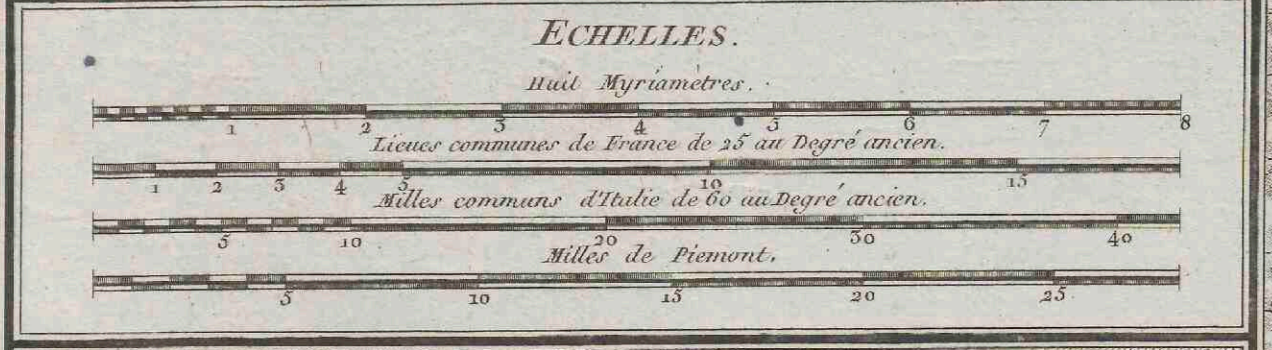 ECHELLES.
Huit Myriamètres.
1 2 3 4 5 6 7 8
Lieues communes de France de 25 au Degré ancien.
1 2 3 4 5 10 15
Milles communs d'Italie de 60 au Degré ancien.
5 10 20 30 40
Milles de Piemont.
5 10 15 20 25